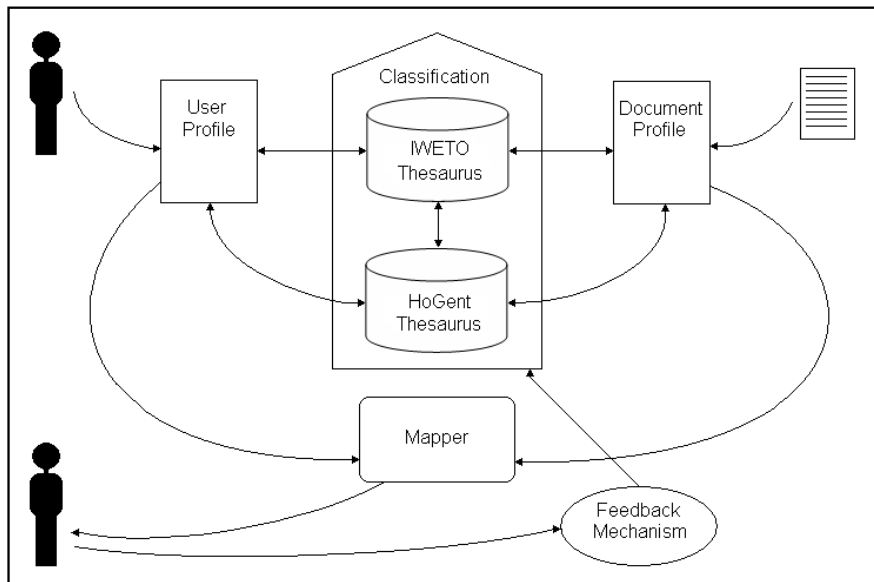 Classification
User
Profile
IWETO
Thesaurus
Document
Profile
HoGent
Thesaurus
Mapper
Feedback
Mechanism